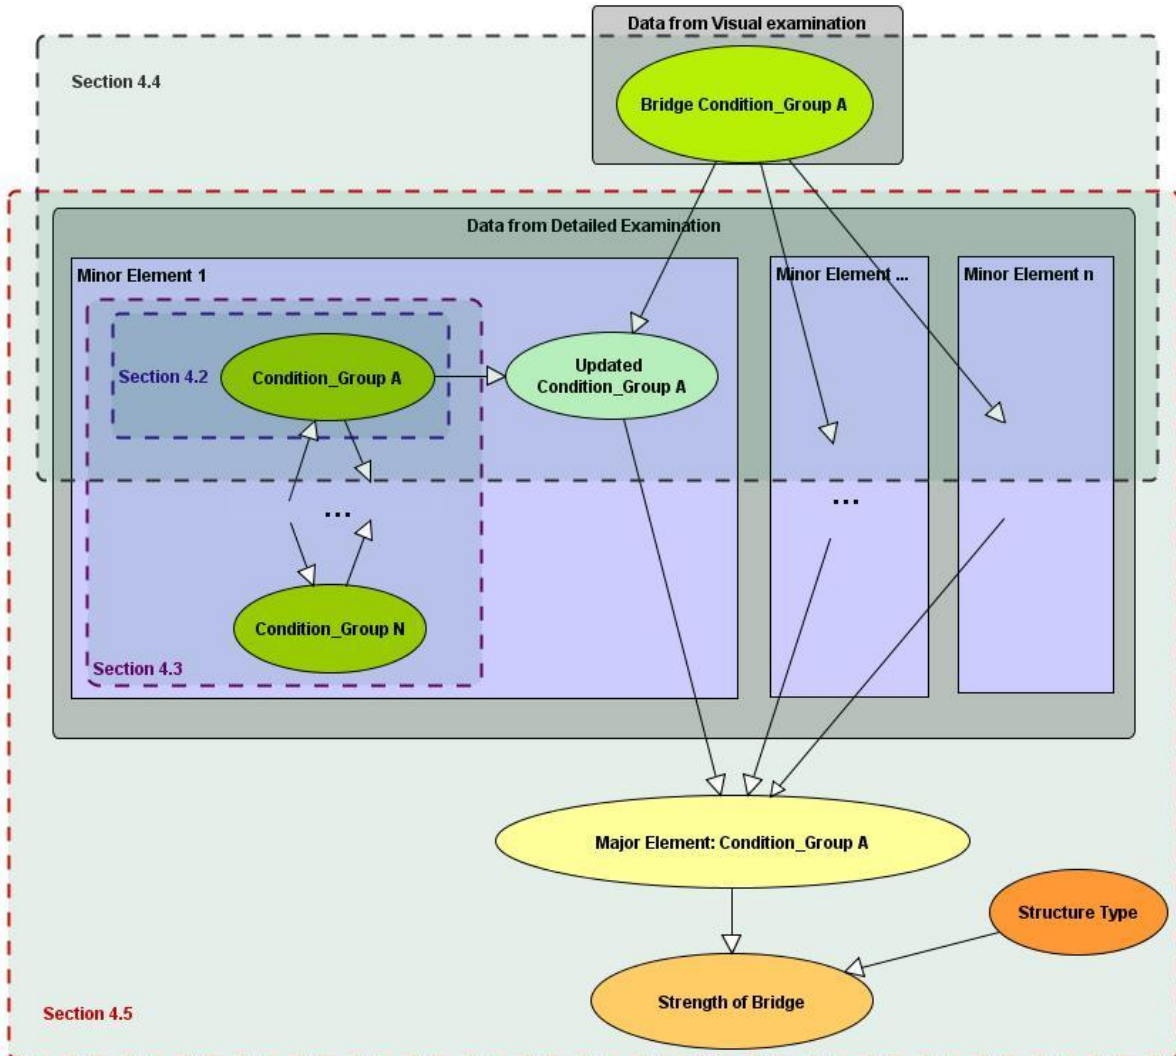 Data from Visual examination
Section 4.4
Bridge Condition_Group A
Data from Detailed Examination
Minor Element 1
Minor Element ...
Minor Element n
Section 4.2
Condition_Group A
Updated
Condition_Group A
...
...
Condition_Group N
Section 4.3
Major Element: Condition_Group A
Structure Type
Strength of Bridge
Section 4.5